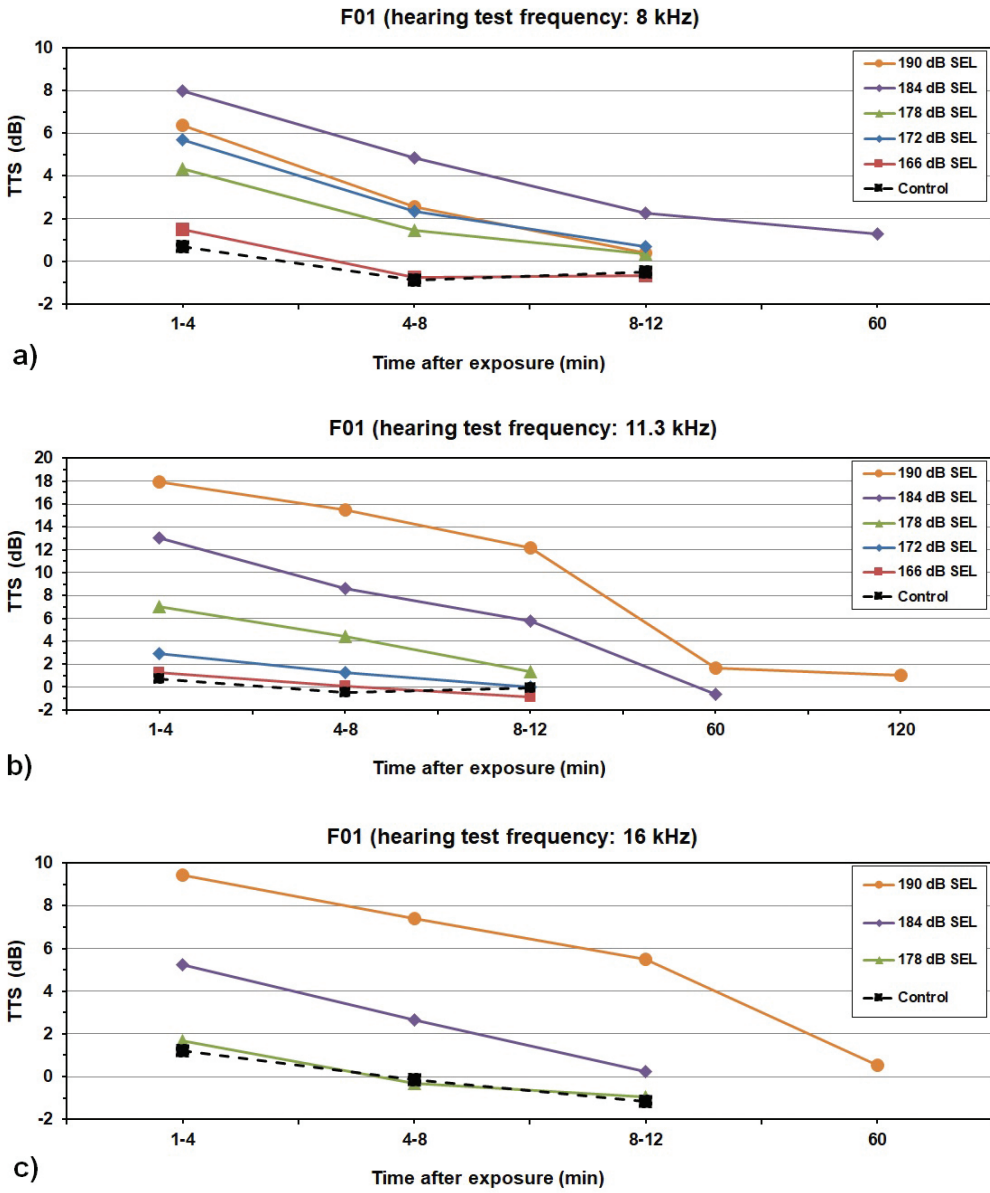 F01 (hearing test frequency: 8 kHz)
10
8
6
4
2
0
-2
TTS (dB)
190 dB SEL
184 dB SEL
178 dB SEL
172 dB SEL
166 dB SEL
Control
1-4 4-8 8-12 60
Time after exposure (min)
a)
F01 (hearing test frequency: 11.3 kHz)
20
18
16
14
12
10
8
6
4
2
0
-2
TTS (dB)
190 dB SEL
184 dB SEL
178 dB SEL
172 dB SEL
166 dB SEL
Control
1-4 4-8 8-12 60 120
Time after exposure (min)
b)
F01 (hearing test frequency: 16 kHz)
10
8
6
4
2
0
-2
TTS (dB)
190 dB SEL
184 dB SEL
178 dB SEL
Control
1-4 4-8 8-12 60
Time after exposure (min)
c)